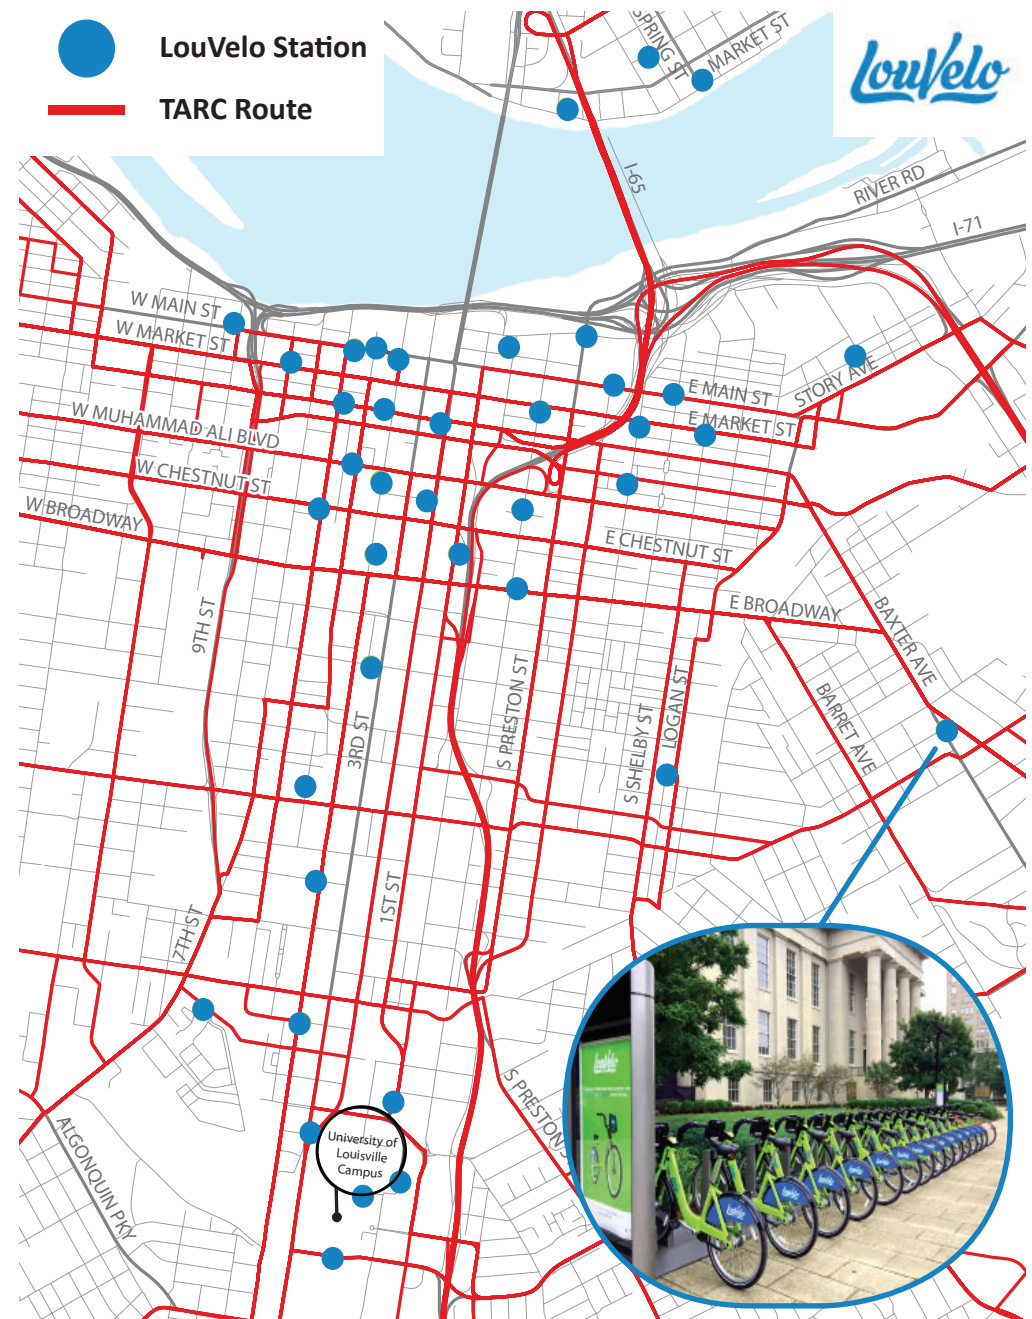 LouVelo Station
TARC Route
LouVelo
SPRING ST
MARKET ST
I-65
RIVER RD
I-71
W MAIN ST
W MARKET ST
E MAIN ST
STORY AVE
E MARKET ST
W MUHAMMAD ALI BLVD
W CHESTNUT ST
W BROADWAY
E CHESTNUT ST
E BROADWAY
9TH ST
BAXTER AVE
BARRET AVE
S PRESTON ST
LOGAN ST
S SHELBY ST
3RD ST
1ST ST
7TH ST
S PRESTON S
ALGONQUIN PKY
University of
Louisville
Campus
LouVelo
LouVelo
LouVelo